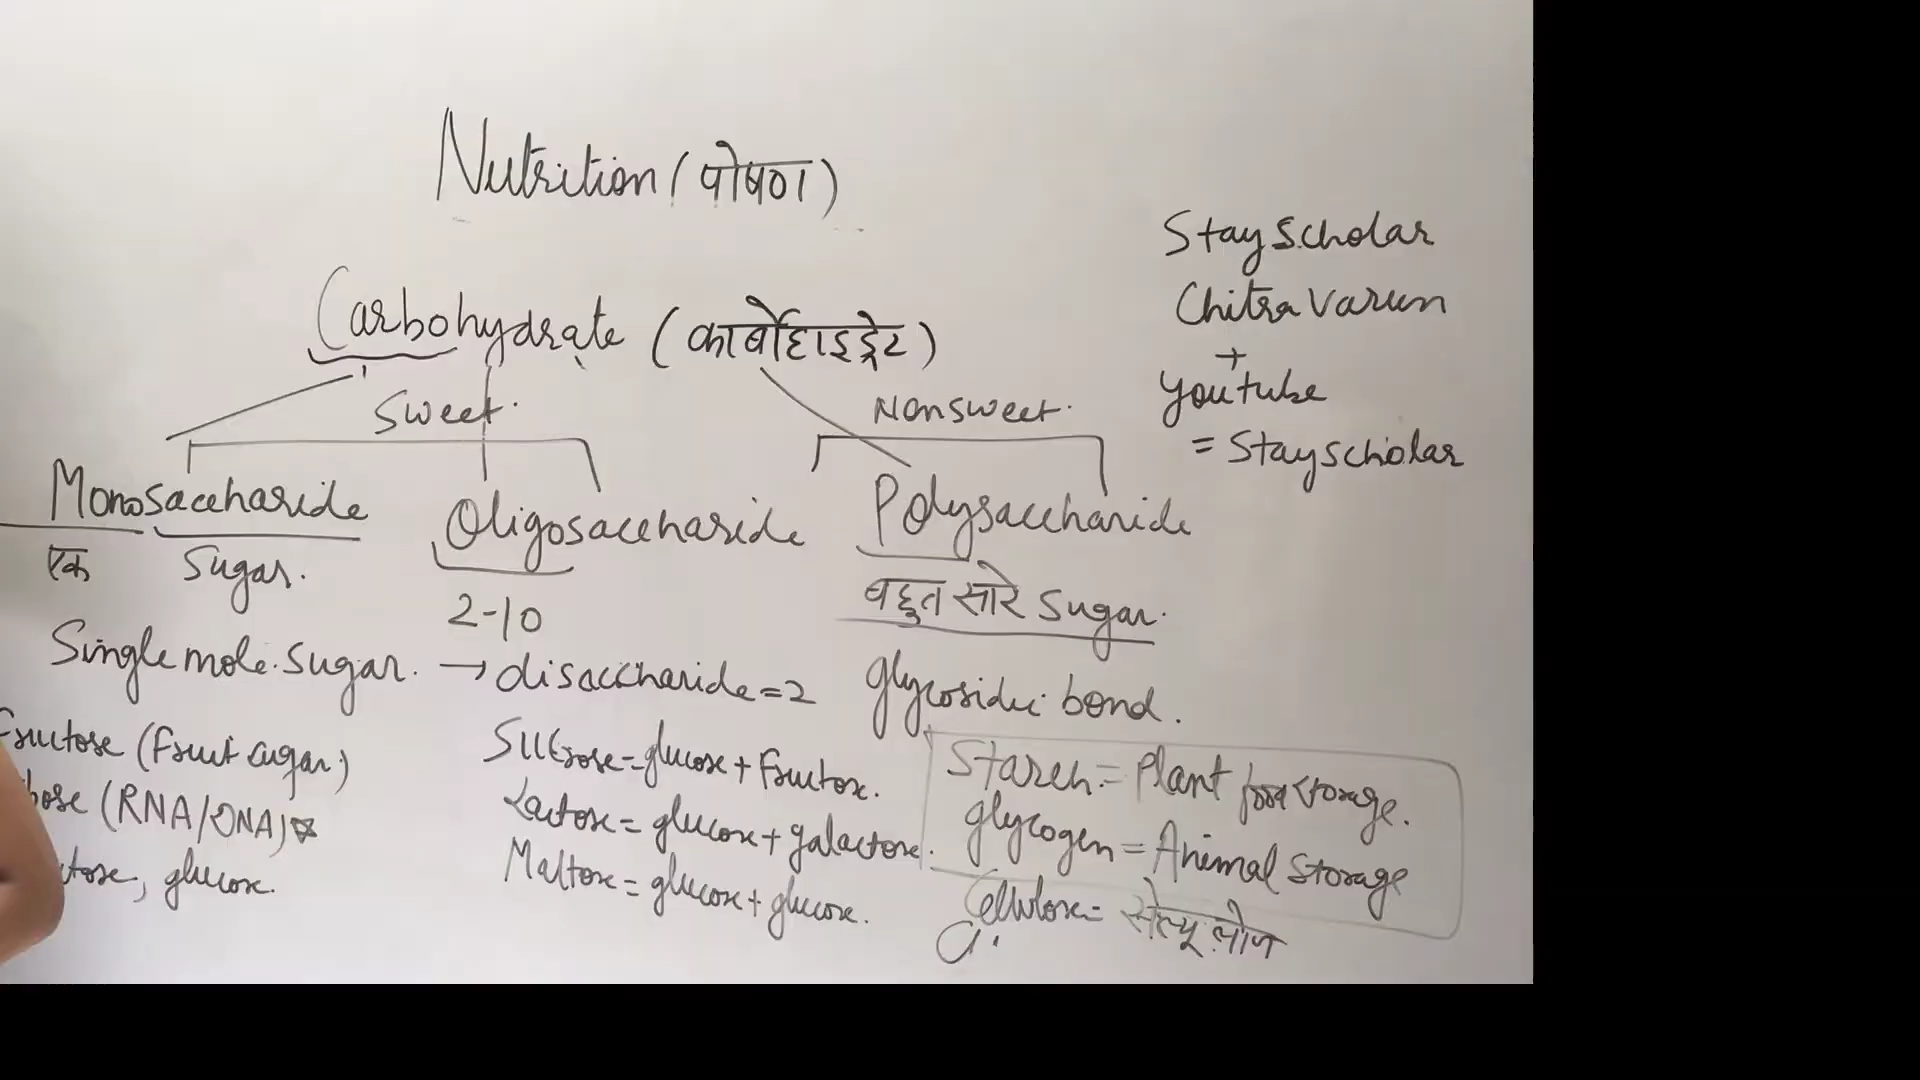 Nutrition (पोषण)
Stay Scholar
Chitra Varun
+
Youtube
= Stayscholar
Carbohydrate (कार्बोहाइड्रेट)
Sweet.
Nonsweet.
Monosaccharide
एक Sugar.
Single mole. Sugar.
Fructose (Fruit sugar)
bose (RNA/DNA)
ctose, glucose.
Oligosaccharide
2-10
→ disaccharide = 2
Sucrose = glucose + Fructose.
Lactose = glucose + galactose.
Maltose = glucose + glucose.
Polysaccharide
बहुत सारे Sugar.
glycosidic bond.
Starch = Plant food storage.
glycogen = Animal Storage
Cellulose = सेल्यूलोज